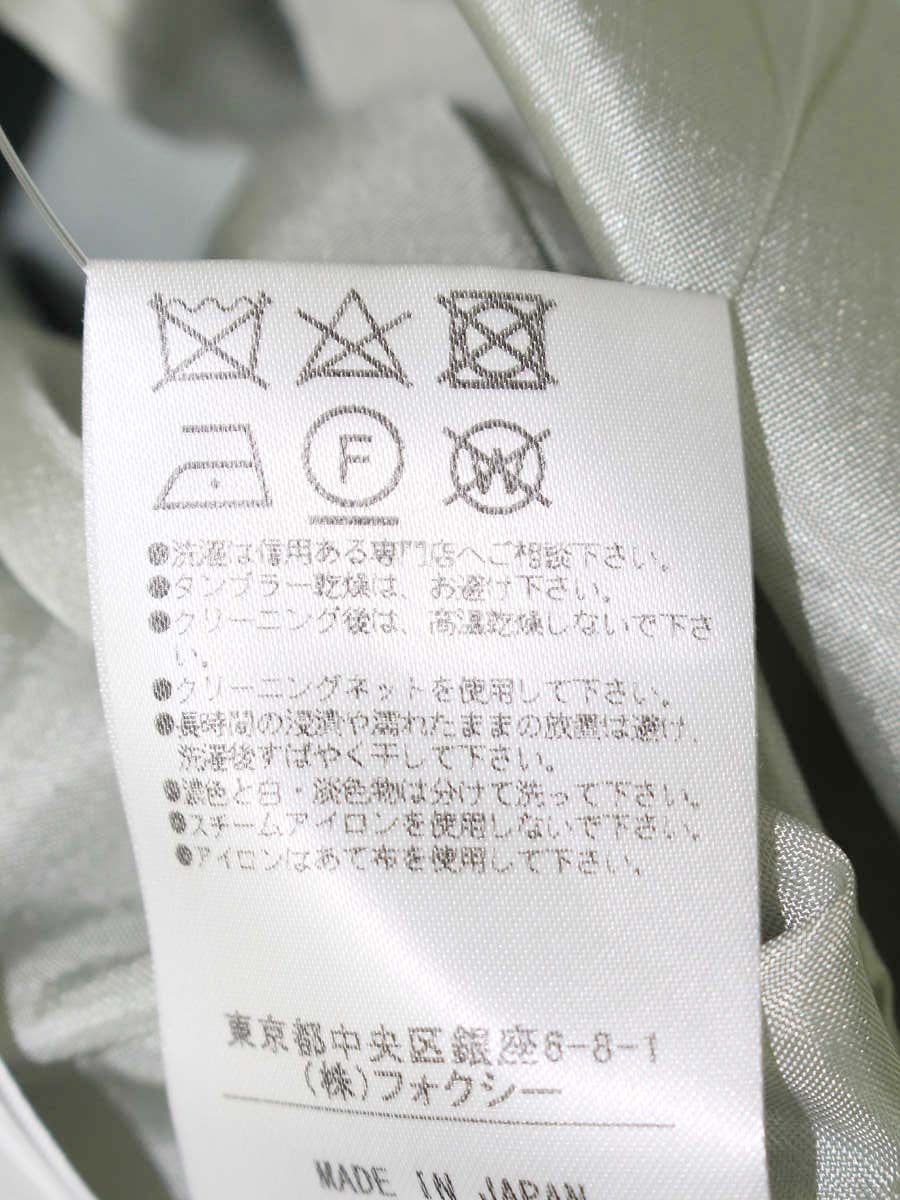 F
W
●洗濯は信用ある専門店へご相談下さい。
●タンブラー乾燥は、お避け下さい。
●クリーニング後は、高温乾燥しないで下さ
い。
●クリーニングネットを使用して下さい。
●長時間の浸漬や濡れたままの放置は避け、
洗濯後すばやく干して下さい。
●濃色と白・淡色物は分けて洗って下さい。
●スチームアイロンを使用しないで下さい。
●アイロンはあて布を使用して下さい。
東京都中央区銀座6-8-1
(株)フォクシー
MADE IN JAPAN